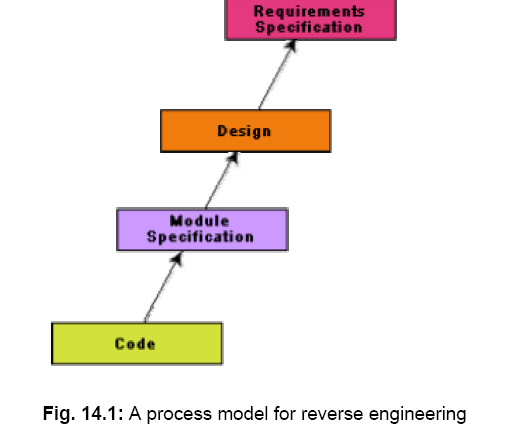 Requirements
Specification
Design
Module
Specification
Code
Fig. 14.1: A process model for reverse engineering